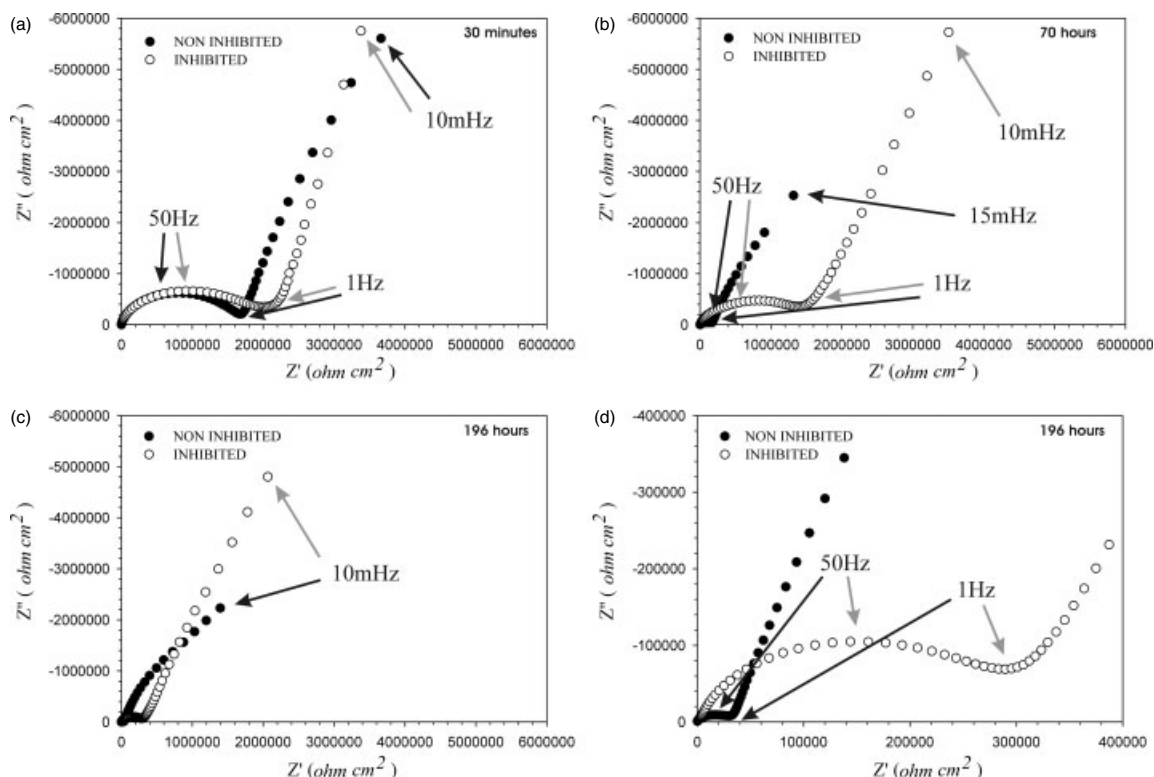 (a)
-6000000
-5000000
-4000000
-3000000
-2000000
-1000000
0
Z" ( ohm cm2 )
NON INHIBITED
INHIBITED
30 minutes
10mHz
50Hz
1Hz
0 1000000 2000000 3000000 4000000 5000000 6000000
Z' (ohm cm2 )
(b)
-6000000
-5000000
-4000000
-3000000
-2000000
-1000000
0
Z" ( ohm cm2 )
NON INHIBITED
INHIBITED
70 hours
10mHz
50Hz
15mHz
1Hz
0 1000000 2000000 3000000 4000000 5000000 6000000
Z' (ohm cm2 )
(c)
-6000000
-5000000
-4000000
-3000000
-2000000
-1000000
0
Z" ( ohm cm2 )
NON INHIBITED
INHIBITED
196 hours
10mHz
0 1000000 2000000 3000000 4000000 5000000 6000000
Z' (ohm cm2 )
(d)
-400000
-300000
-200000
-100000
0
Z" ( ohm cm2 )
NON INHIBITED
INHIBITED
196 hours
50Hz
1Hz
0 100000 200000 300000 400000
Z' (ohm cm2 )